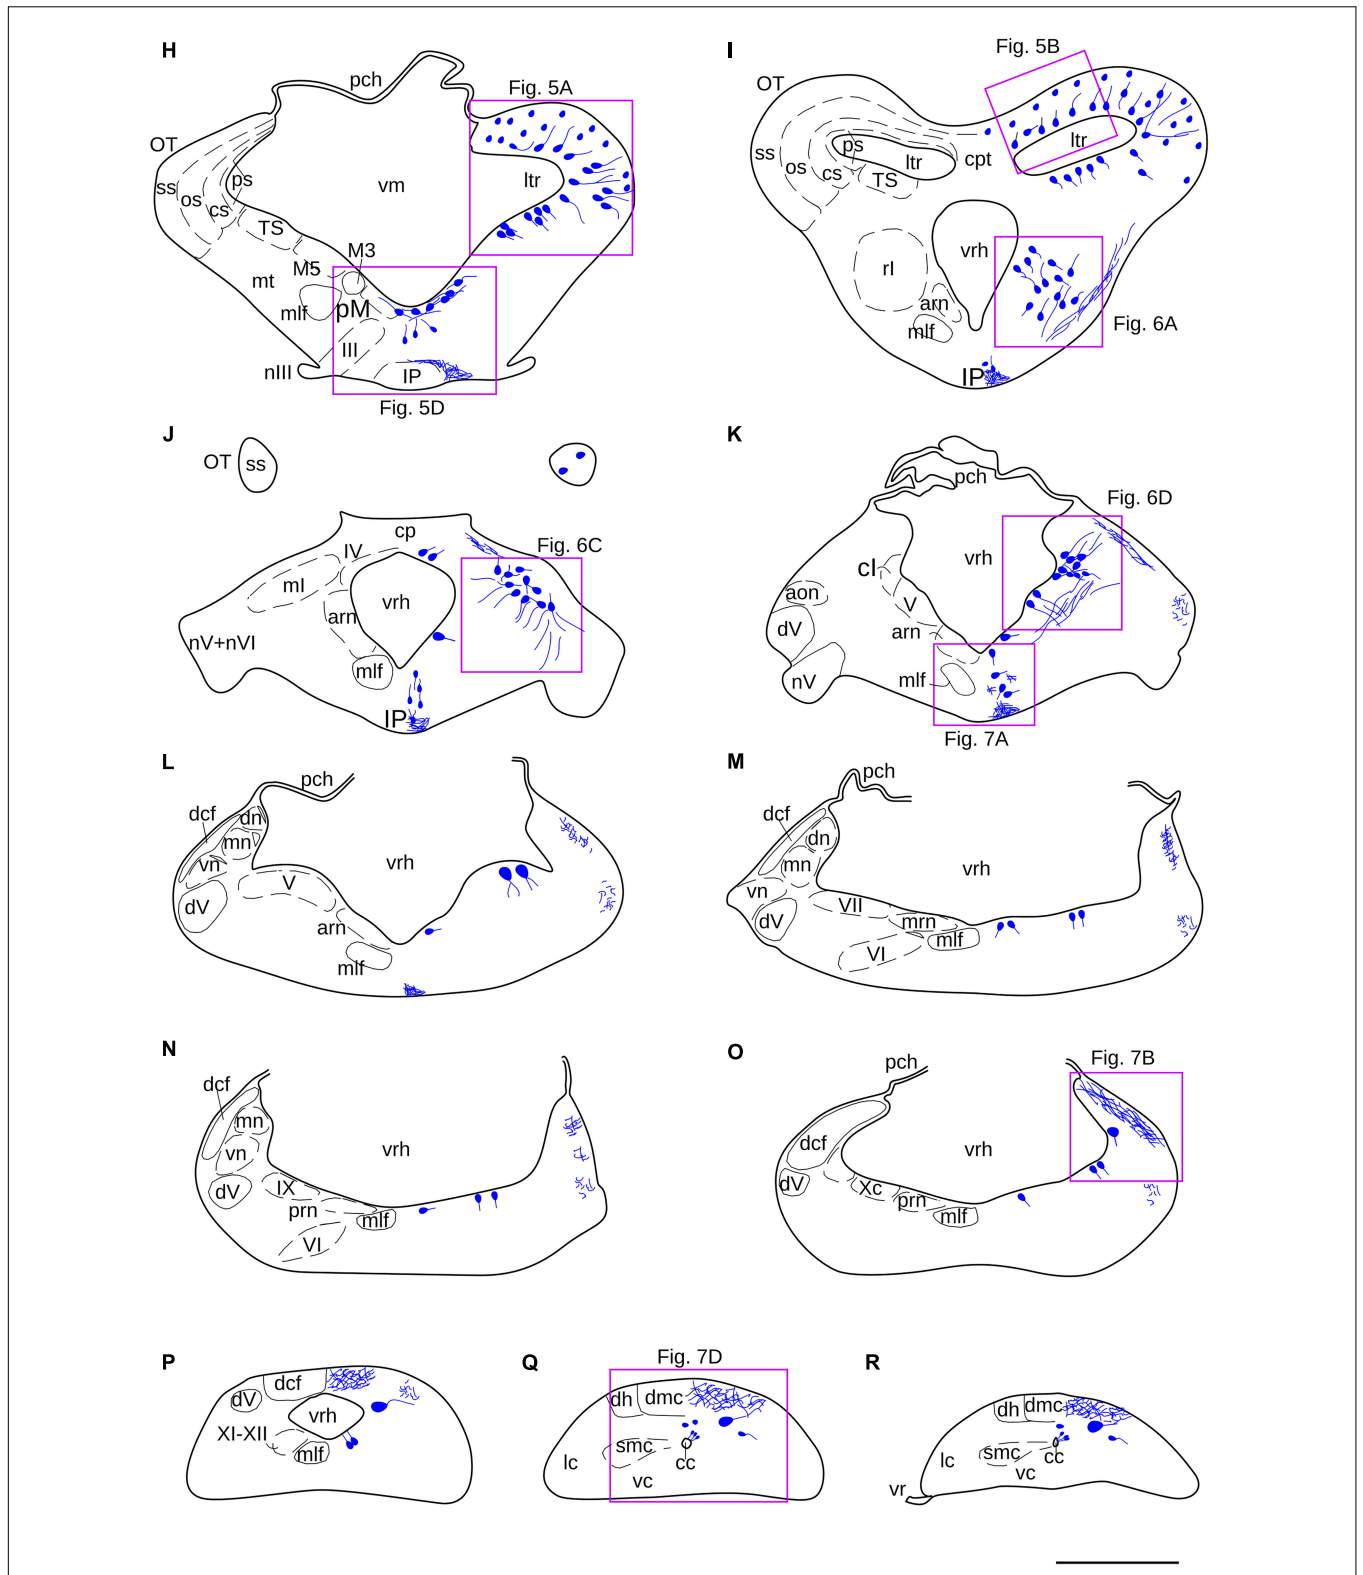 H
pch
Fig. 5A
OT
ss
os
cs
ps
TS
vm
ltr
mt
M5
M3
mlf
pM
III
nIII
IP
Fig. 5D
I
Fig. 5B
OT
ss
os
cs
ps
ltr
TS
cpt
ltr
rI
vrh
arn
mlf
IP
Fig. 6A
J
OT
ss
cp
IV
mI
arn
vrh
nV+nVI
mlf
IP
Fig. 6C
K
pch
Fig. 6D
vrh
cI
aon
V
dV
arn
nV
mlf
Fig. 7A
L
pch
dcf
dn
mn
vn
vrh
V
dV
arn
mlf
M
pch
dcf
dn
mn
vrh
vn
VII
dV
mrn
mlf
VI
N
dcf
mn
vn
vrh
dV
IX
prn
mlf
VI
O
pch
Fig. 7B
dcf
vrh
dV
Xc
prn
mlf
P
dcf
dV
vrh
XI-XII
mlf
Q
Fig. 7D
dh
dmc
smc
lc
cc
vc
R
dh
dmc
smc
lc
cc
vc
vr